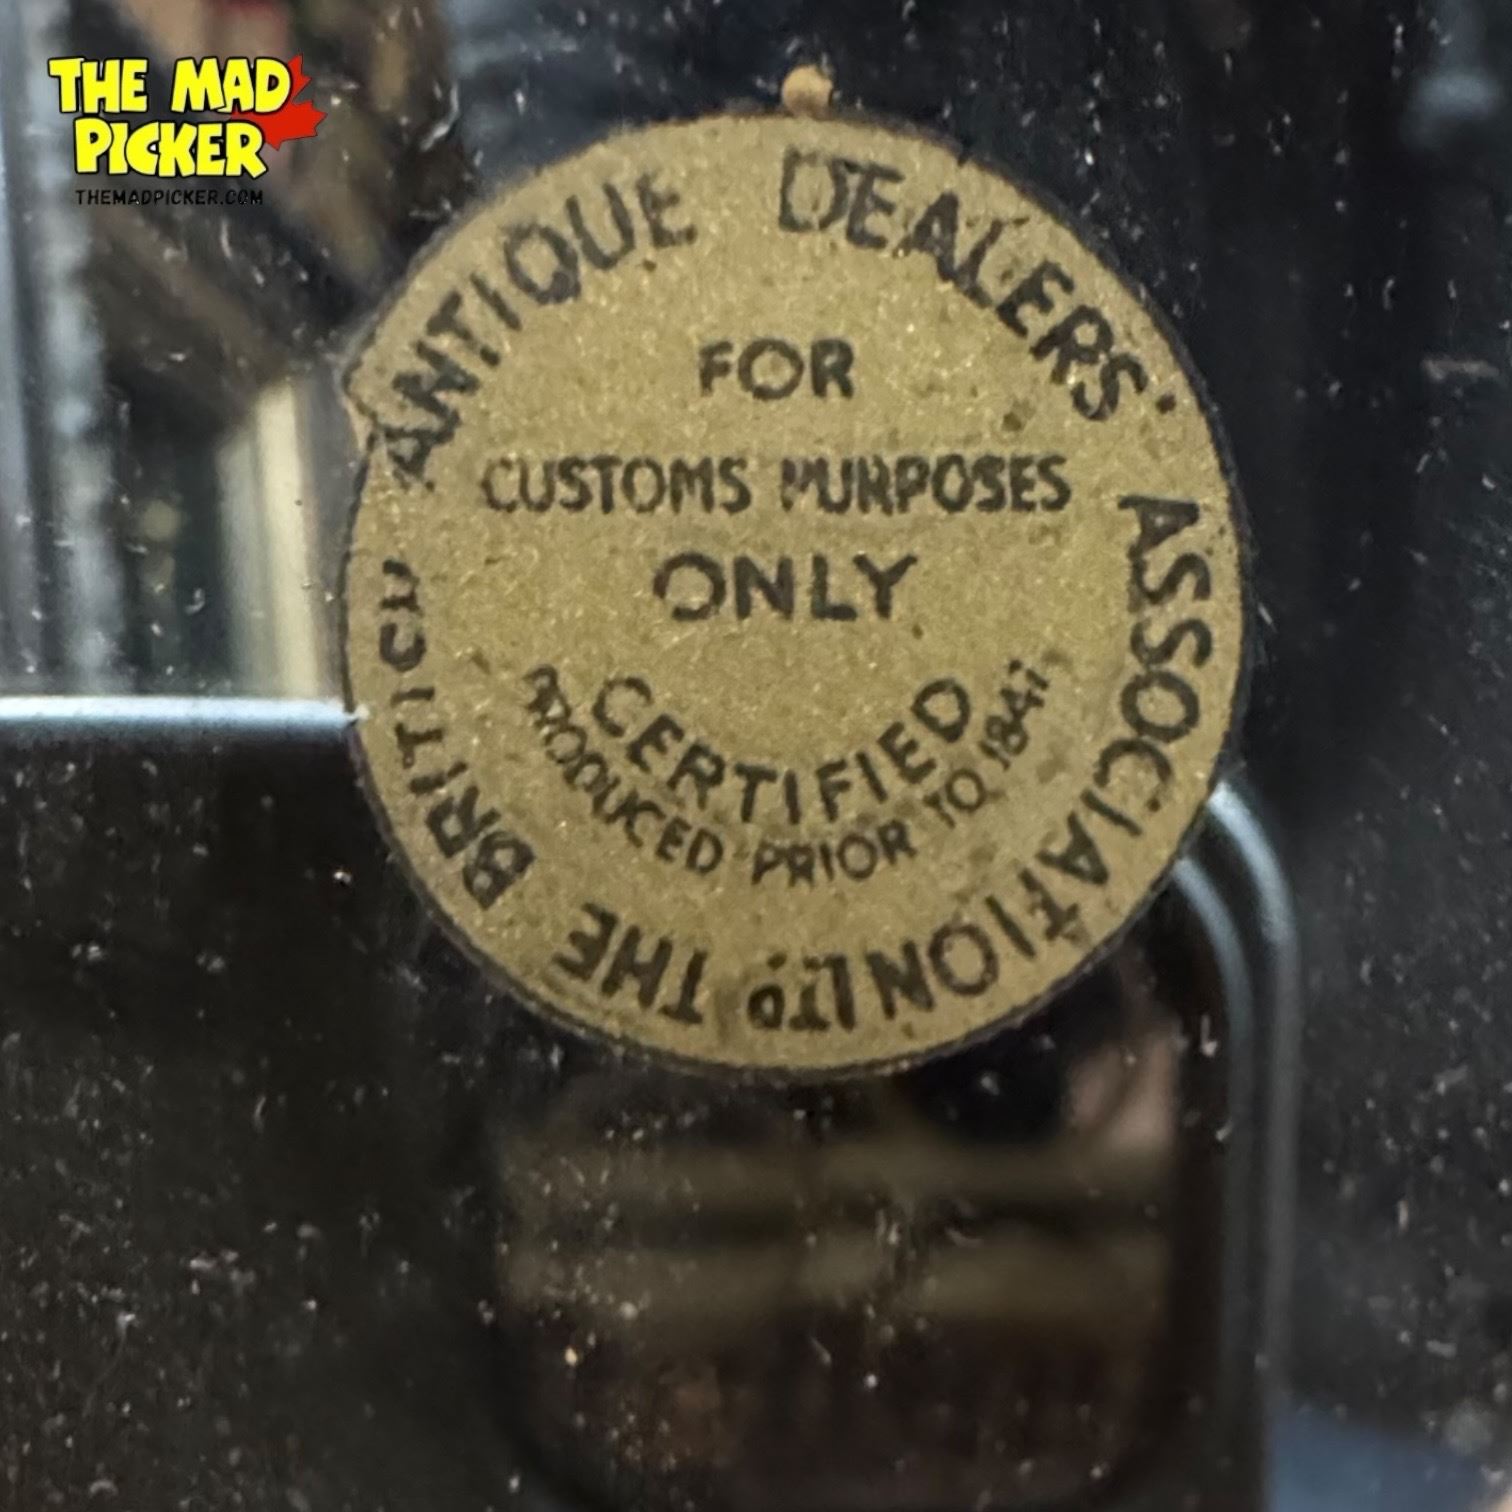 THE MAD
PICKER
THEMADPICKER.COM
THE BRITISH ANTIQUE DEALERS' ASSOCIATION LTD
FOR
CUSTOMS PURPOSES
ONLY
CERTIFIED
PRODUCED PRIOR TO 1847